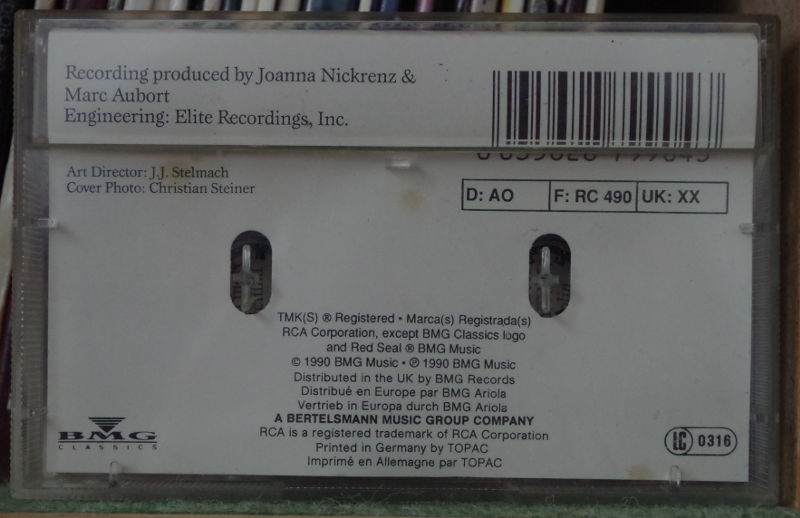 Recording produced by Joanna Nickrenz &
Marc Aubort
Engineering: Elite Recordings, Inc.
Art Director: J.J. Stelmach
Cover Photo: Christian Steiner
D: AO F: RC 490 UK: XX
TMK(S) ® Registered • Marca(s) Registrada(s)
RCA Corporation, except BMG Classics logo
and Red Seal ® BMG Music
© 1990 BMG Music • ℗ 1990 BMG Music
Distributed in the UK by BMG Records
Distribué en Europe par BMG Ariola
Vertrieb in Europa durch BMG Ariola
A BERTELSMANN MUSIC GROUP COMPANY
RCA is a registered trademark of RCA Corporation
Printed in Germany by TOPAC
Imprimé en Allemagne par TOPAC
BMG
CLASSICS
LC 0316